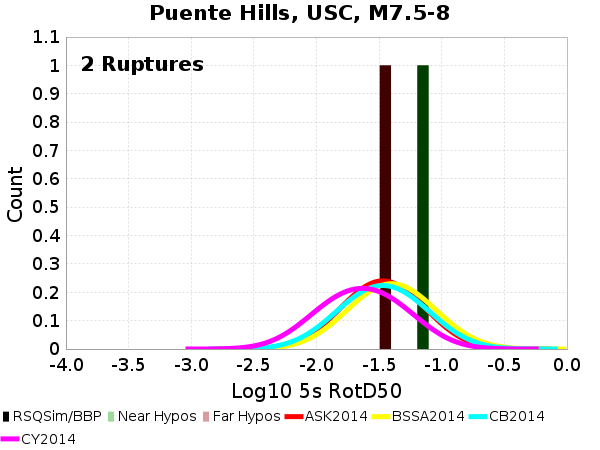 Puente Hills, USC, M7.5-8
2 Ruptures
1.1
1
0.9
0.8
0.7
0.6
0.5
0.4
0.3
0.2
0.1
0
Count
-4.0 -3.5 -3.0 -2.5 -2.0 -1.5 -1.0 -0.5 0.0
Log10 5s RotD50
RSQSim/BBP Near Hypos Far Hypos ASK2014 BSSA2014 CB2014
CY2014